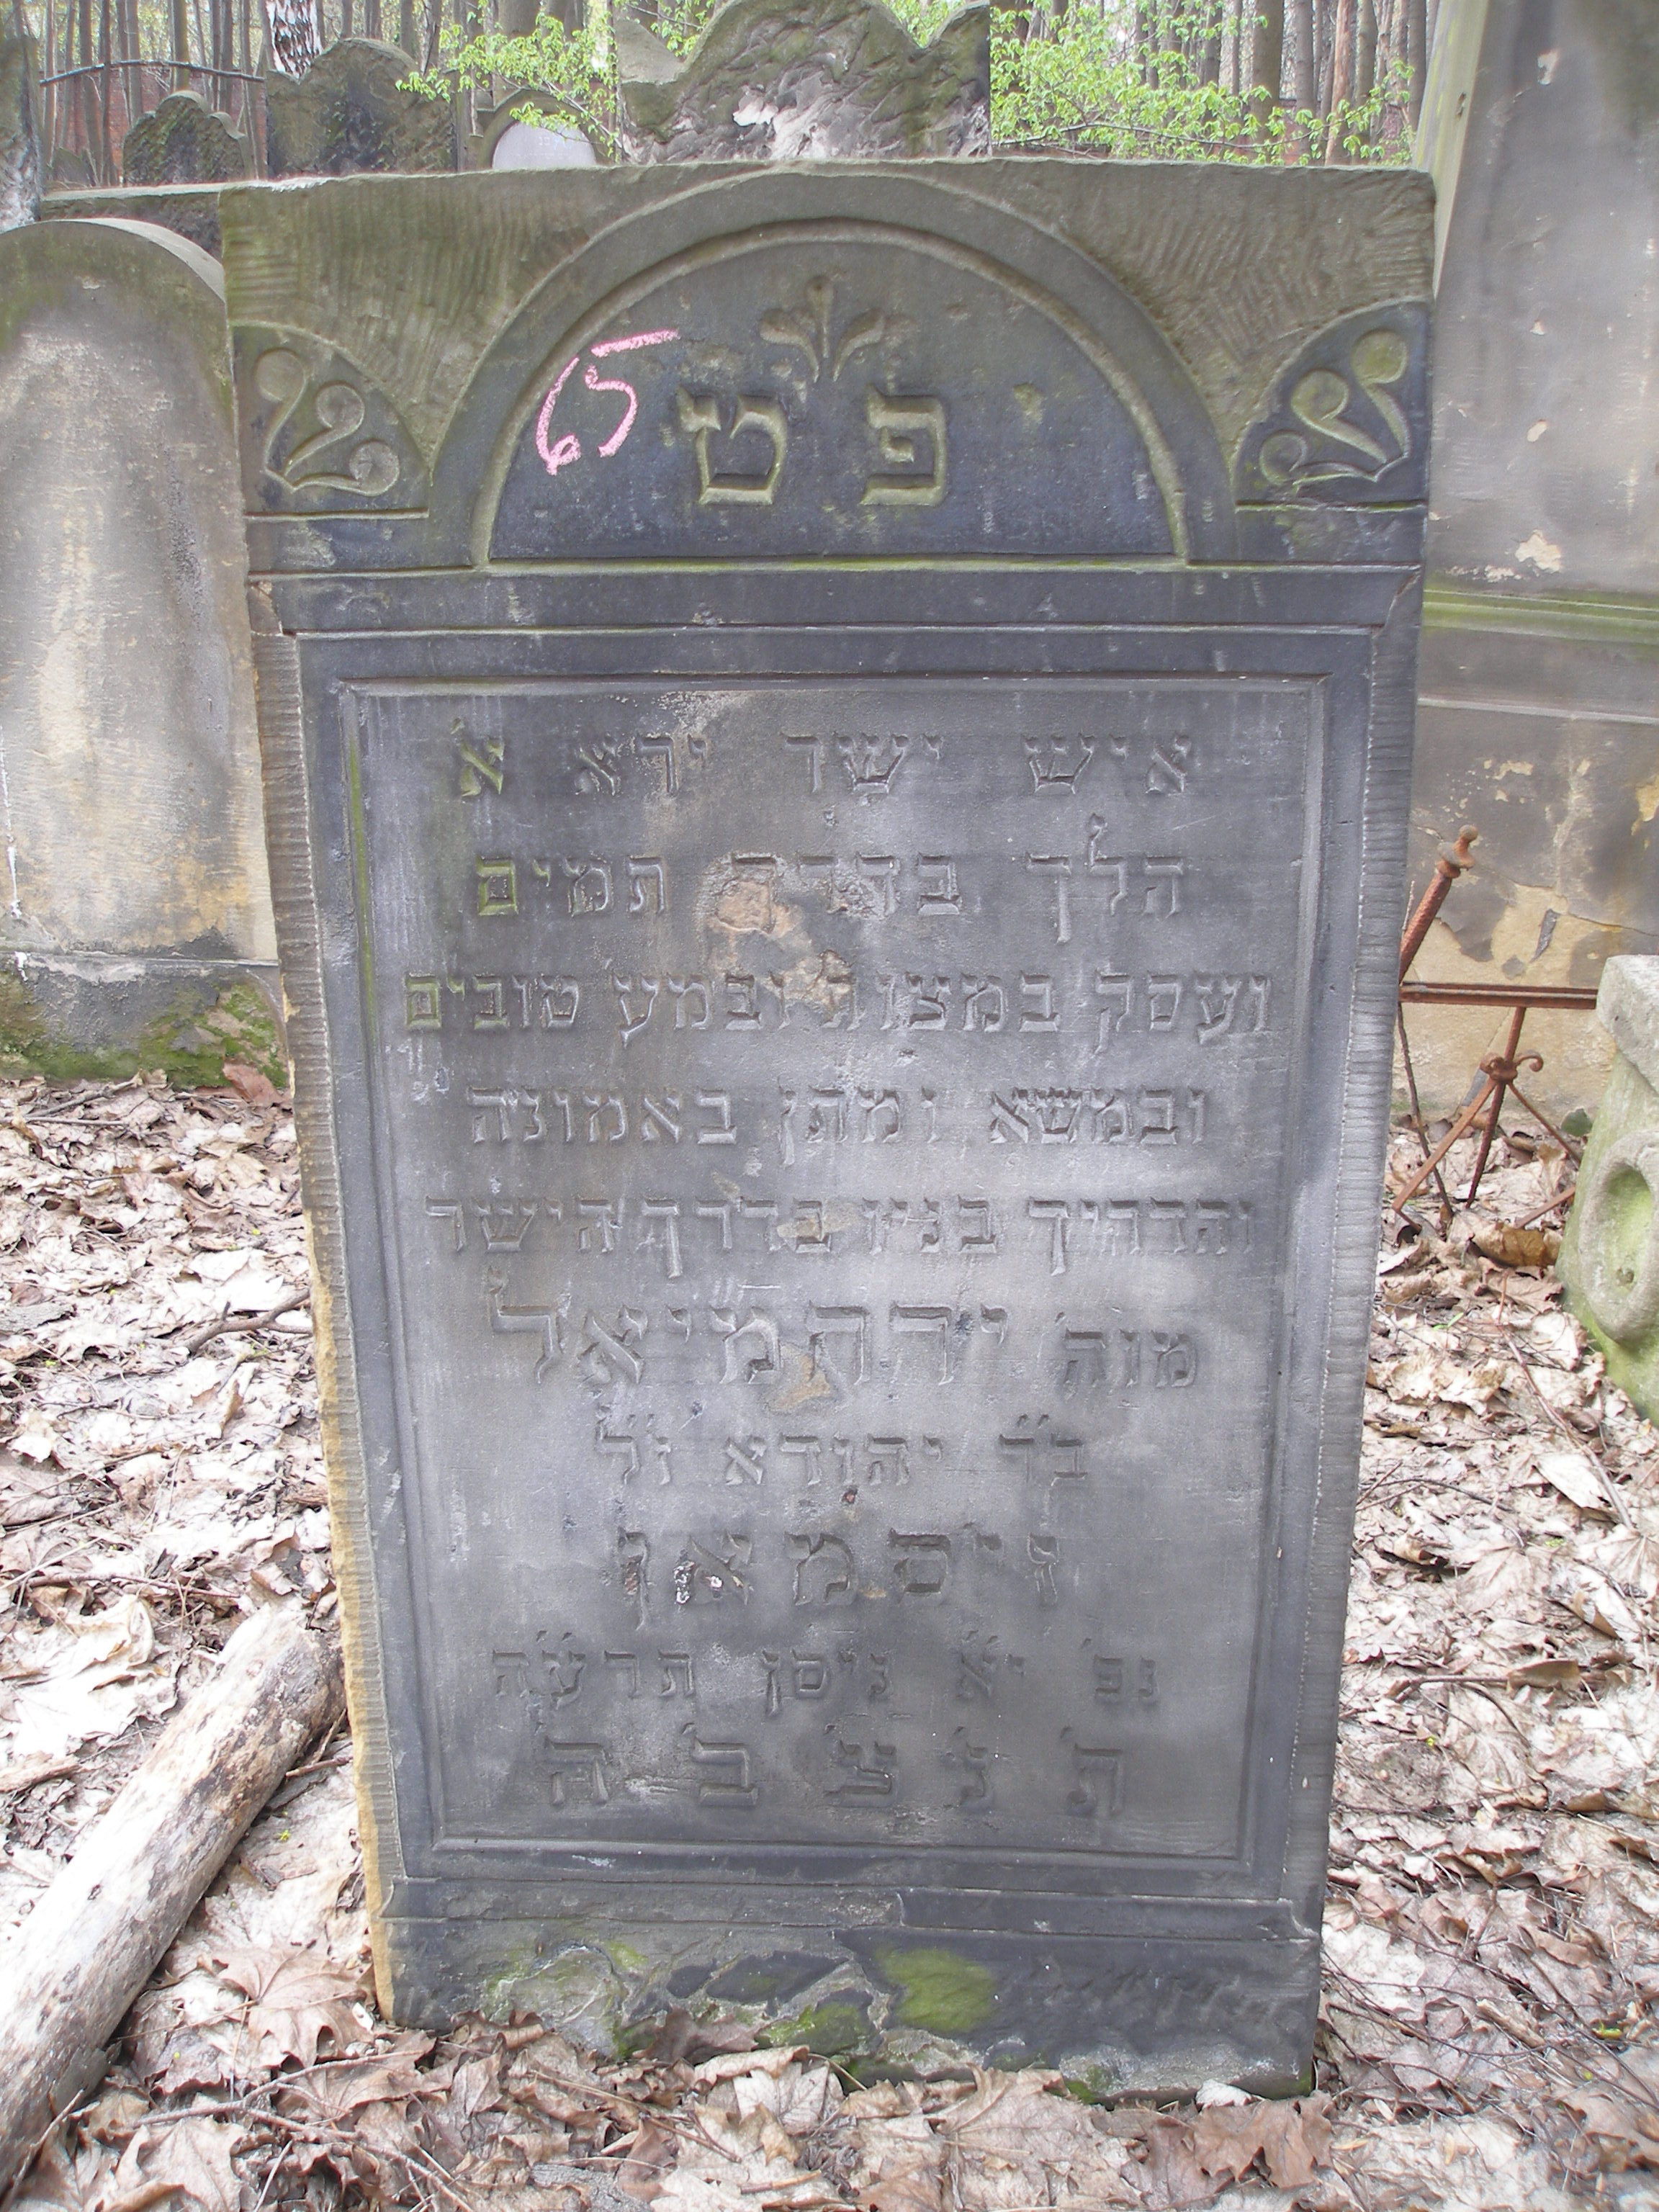 פ ט
65
איש ישר ירא א'
הלך בדרך תמים
ועסק במצות ובמע טובים
ובמשא ומתן באמונה
והדריך בניו בדרך הישר
מוה' ירחמיאל
ב"ר יהודא ז"ל
זיסמאן
נפ' י"א ניסן תרע"ה
ת' נ' צ' ב' ה'